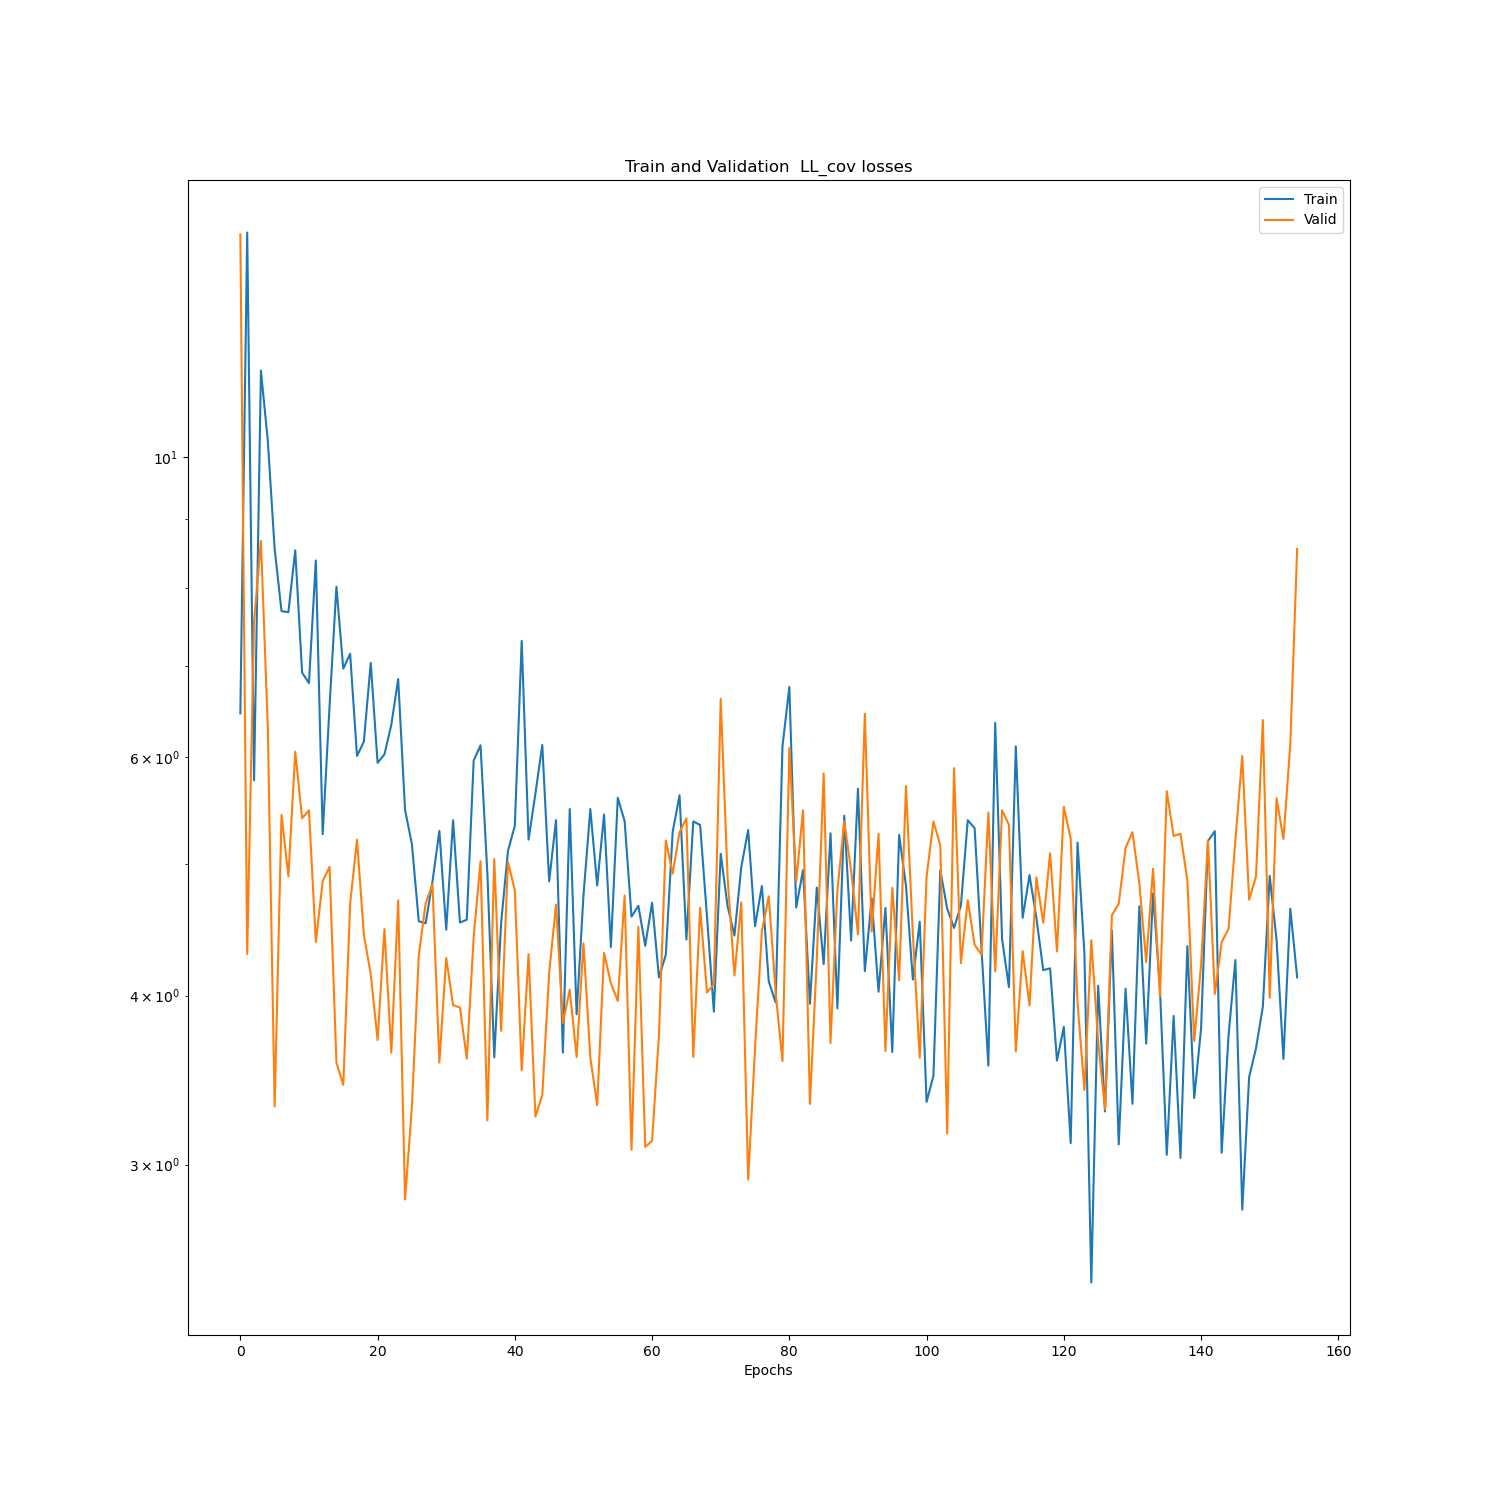 Train and Validation  LL_cov losses
Train
Valid
10¹
6 × 10⁰
4 × 10⁰
3 × 10⁰
0 20 40 60 80 100 120 140 160
Epochs